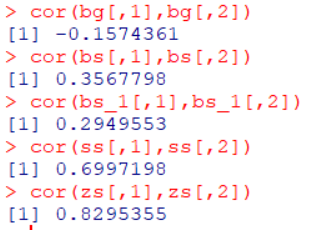 > cor(bg[,1],bg[,2])
[1] -0.1574361
> cor(bs[,1],bs[,2])
[1] 0.3567798
> cor(bs_1[,1],bs_1[,2])
[1] 0.2949553
> cor(ss[,1],ss[,2])
[1] 0.6997198
> cor(zs[,1],zs[,2])
[1] 0.8295355